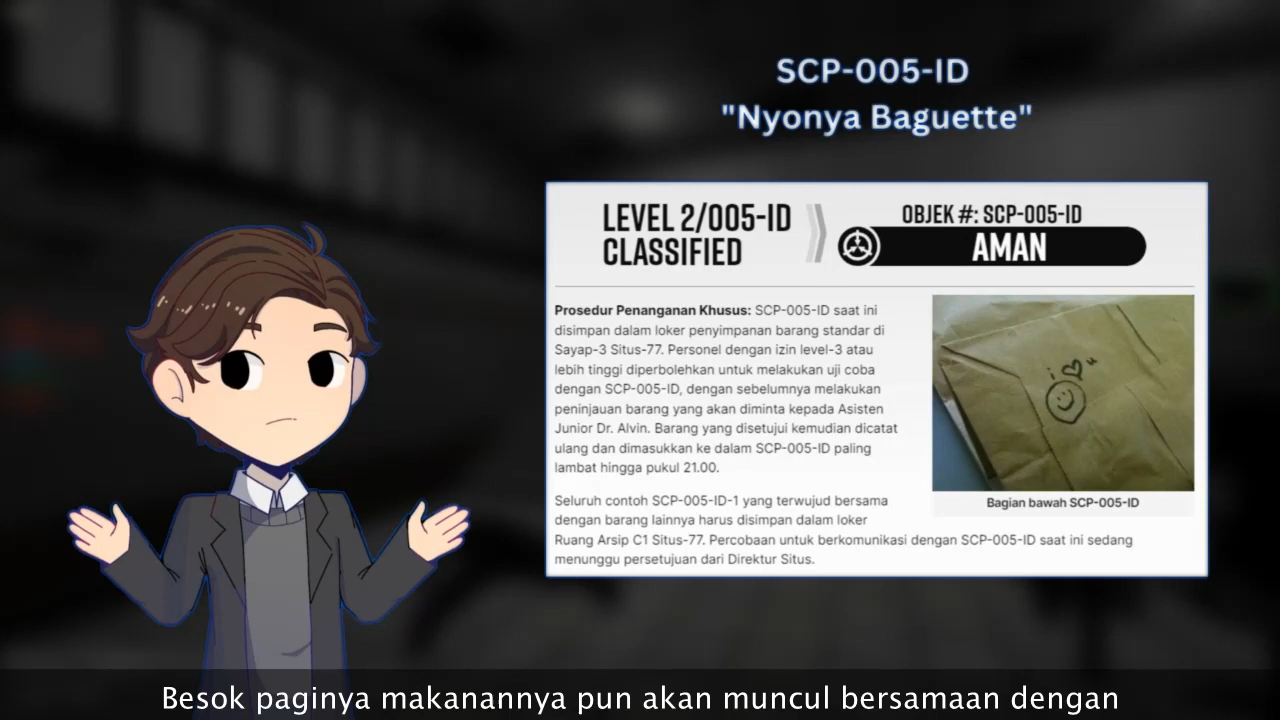 SCP-005-ID
"Nyonya Baguette"
LEVEL 2/005-ID
CLASSIFIED
OBJEK #: SCP-005-ID
AMAN
Prosedur Penanganan Khusus: SCP-005-ID saat ini
disimpan dalam loker penyimpanan barang standar di
Sayap-3 Situs-77. Personel dengan izin level-3 atau
lebih tinggi diperbolehkan untuk melakukan uji coba
dengan SCP-005-ID, dengan sebelumnya melakukan
peninjauan barang yang akan diminta kepada Asisten
Junior Dr. Alvin. Barang yang disetujui kemudian dicatat
ulang dan dimasukkan ke dalam SCP-005-ID paling
lambat hingga pukul 21.00.
Bagian bawah SCP-005-ID
Seluruh contoh SCP-005-ID-1 yang terwujud bersama
dengan barang lainnya harus disimpan dalam loker
Ruang Arsip C1 Situs-77. Percobaan untuk berkomunikasi dengan SCP-005-ID saat ini sedang
menunggu persetujuan dari Direktur Situs.
Besok paginya makanannya pun akan muncul bersamaan dengan